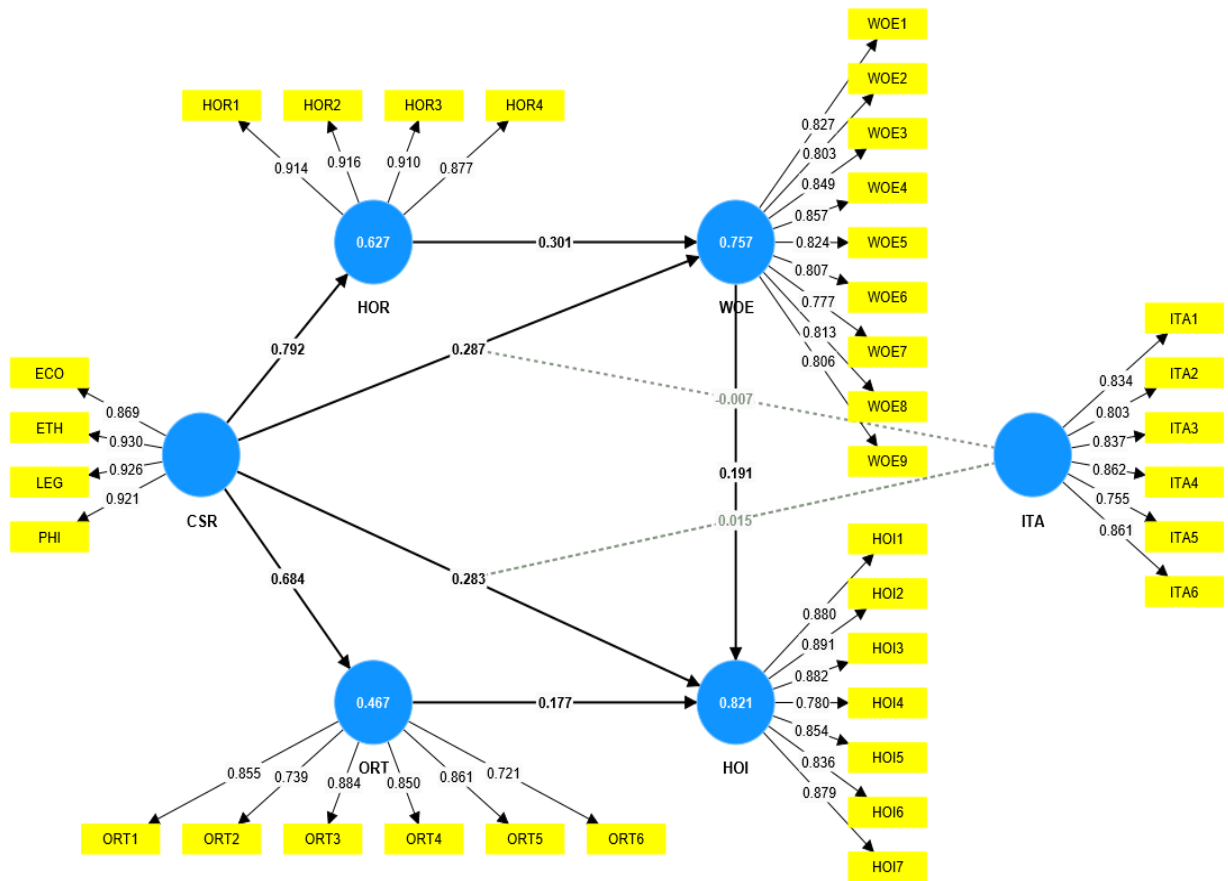 WOE1
WOE2
HOR1 HOR2 HOR3 HOR4
0.827
WOE3
0.803
0.914 0.916 0.910 0.877
0.849
WOE4
0.857
0.627 0.301 0.757 0.824 WOE5
0.807
WOE6
HOR WOE
0.777
ITA1
0.813
0.792 0.287 WOE7
0.806
ECO ITA2
0.834
-0.007 WOE8
0.869 0.803
ETH ITA3
0.930 0.837
WOE9
0.926 0.191 0.862
LEG ITA4
0.921 0.755
CSR 0.015 ITA
0.861
PHI HOI1 ITA5
0.684 0.283
HOI2 ITA6
0.880
0.891 HOI3
0.882
0.467 0.177 0.821 0.780 HOI4
0.854
HOI5
ORT HOI 0.836
0.855 0.739 0.884 0.850 0.861 0.721
0.879
HOI6
ORT1 ORT2 ORT3 ORT4 ORT5 ORT6
HOI7